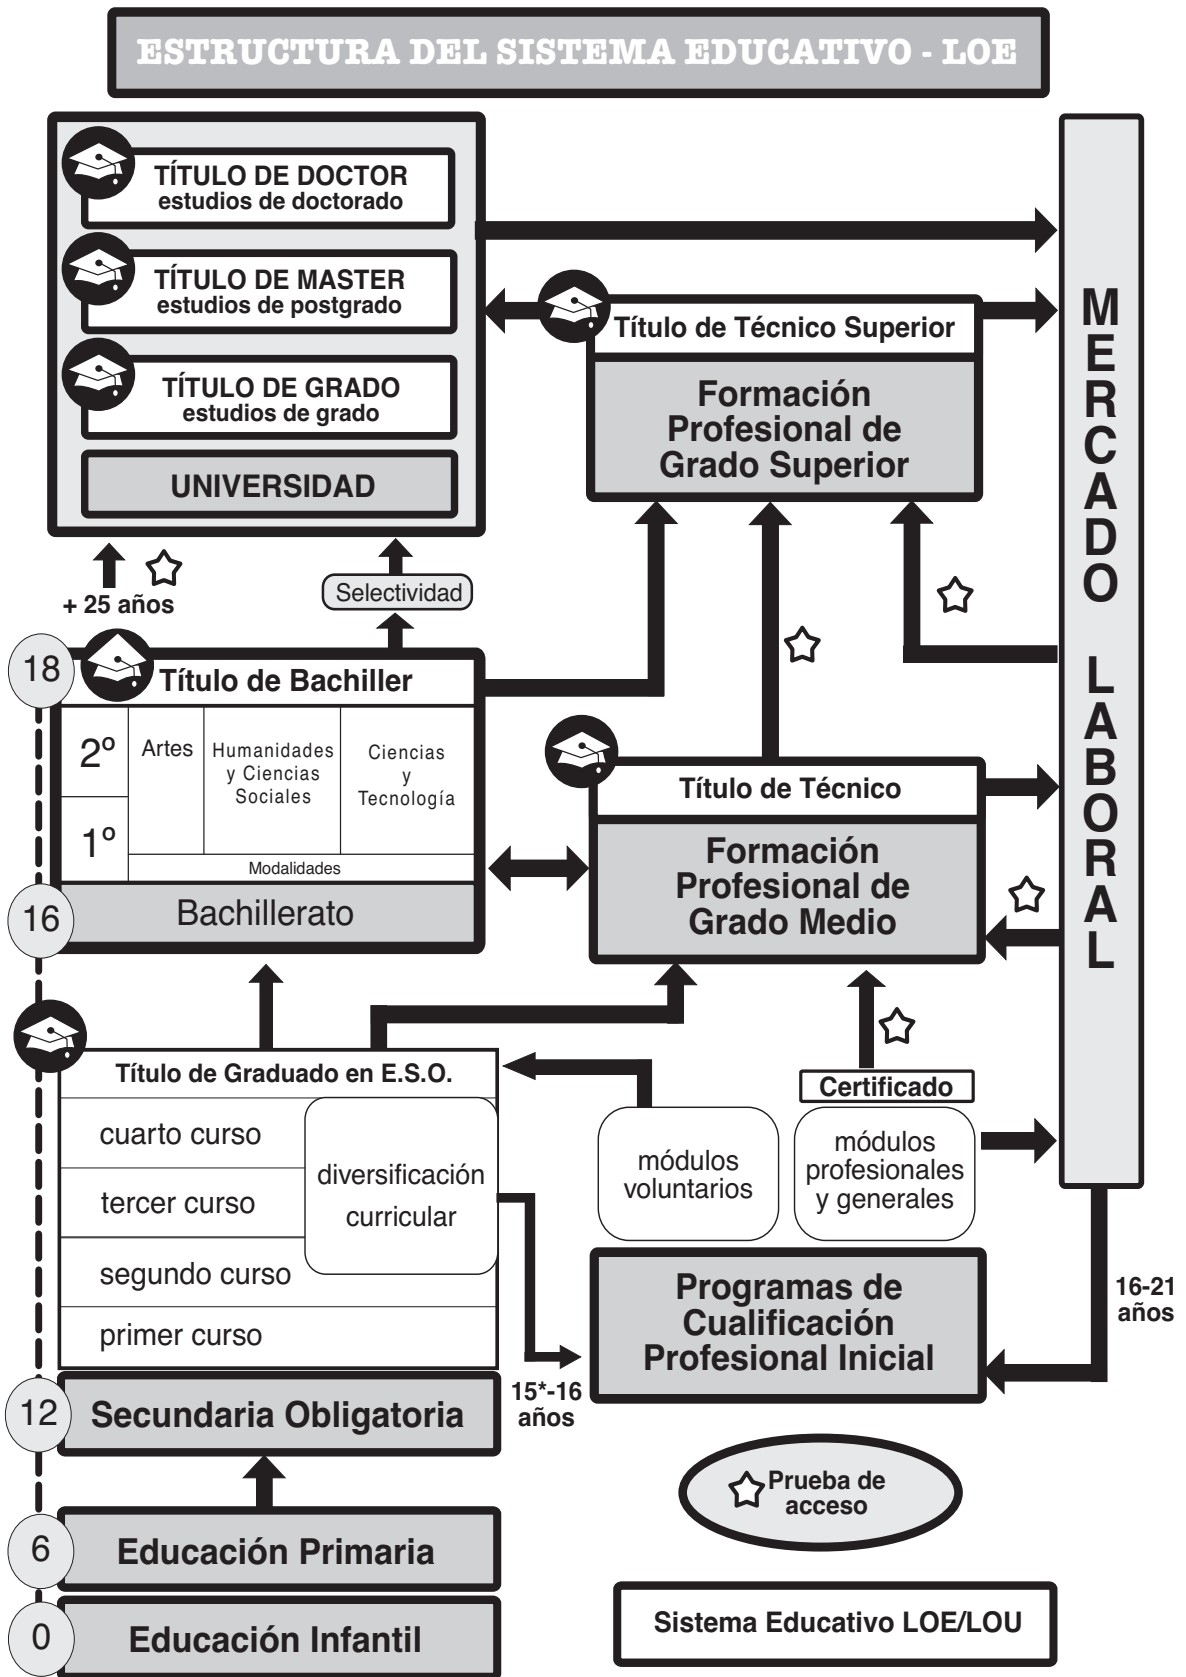 ESTRUCTURA DEL SISTEMA EDUCATIVO - LOE
TÍTULO DE DOCTOR
estudios de doctorado
TÍTULO DE MASTER
estudios de postgrado
TÍTULO DE GRADO
estudios de grado
UNIVERSIDAD
Título de Técnico Superior
Formación
Profesional de
Grado Superior
MERCADO LABORAL
+ 25 años
Selectividad
18
Título de Bachiller
2º
Artes
Humanidades
y Ciencias
Sociales
Ciencias
y
Tecnología
1º
Modalidades
16
Bachillerato
Título de Técnico
Formación
Profesional de
Grado Medio
Título de Graduado en E.S.O.
cuarto curso
tercer curso
segundo curso
primer curso
diversificación
curricular
módulos
voluntarios
Certificado
módulos
profesionales
y generales
Programas de
Cualificación
Profesional Inicial
16-21
años
15*-16
años
12
Secundaria Obligatoria
Prueba de
acceso
6
Educación Primaria
0
Educación Infantil
Sistema Educativo LOE/LOU